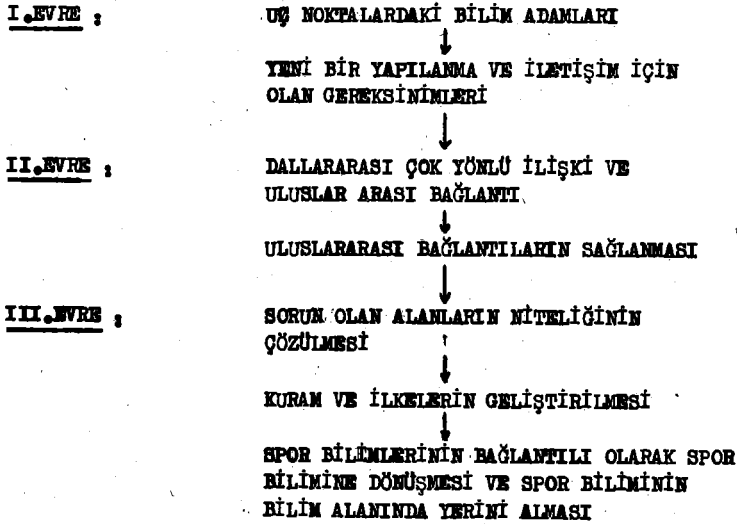 I.EVRE : UÇ NOKTALARDAKİ BİLİM ADAMLARI
YENİ BİR YAPILANMA VE İLETİŞİM İÇİN
OLAN GEREKSİNİMLERİ
II.EVRE : DALLARARASI ÇOK YÖNLÜ İLİŞKİ VE
ULUSLAR ARASI BAĞLANTI
ULUSLARARASI BAĞLANTILARIN SAĞLANMASI
III.EVRE : SORUN OLAN ALANLARIN NİTELİĞİNİN
ÇÖZÜLMESİ
KURAM VE İLKELERİN GELİŞTİRİLMESİ
SPOR BİLİMLERİNİN BAĞLANTILI OLARAK SPOR
BİLİMİNE DÖNÜŞMESİ VE SPOR BİLİMİNİN
BİLİM ALANINDA YERİNİ ALMASI